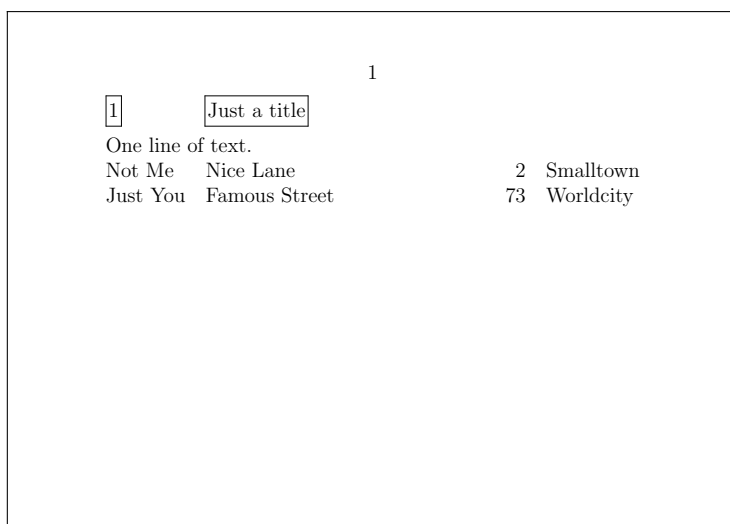 1
1 Just a title
One line of text.
Not Me Nice Lane 2 Smalltown
Just You Famous Street 73 Worldcity